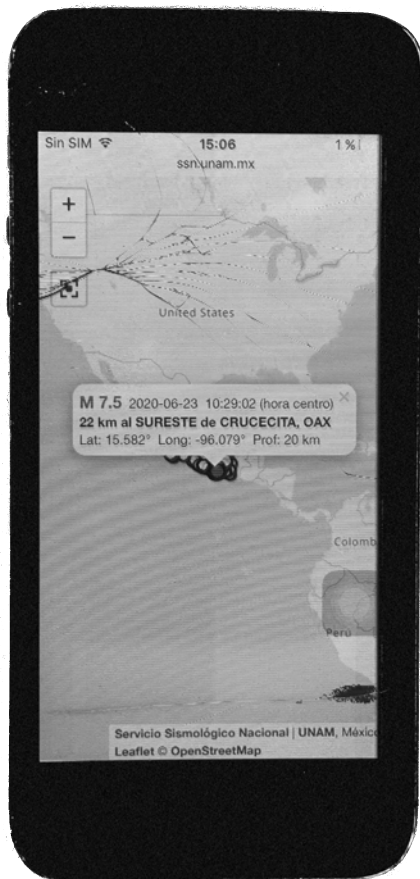 Sin SIM 15:06 1 %
ssn.unam.mx
+
−
United States
M 7.5 2020-06-23 10:29:02 (hora centro) ×
22 km al SURESTE de CRUCECITA, OAX
Lat: 15.582° Long: -96.079° Prof: 20 km
Colomb
Perú
Servicio Sismológico Nacional | UNAM, México
Leaflet © OpenStreetMap